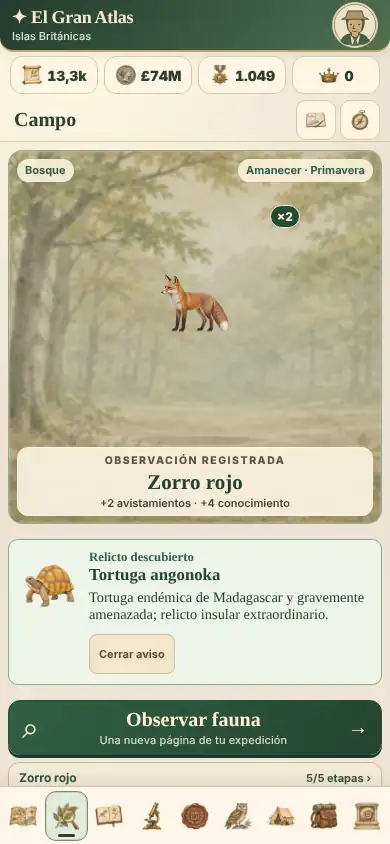 ✦ El Gran Atlas
Islas Británicas
13,3k
£74M
1.049
0
Campo
Bosque
Amanecer · Primavera
×2
OBSERVACIÓN REGISTRADA
Zorro rojo
+2 avistamientos · +4 conocimiento
Relicto descubierto
Tortuga angonoka
Tortuga endémica de Madagascar y gravemente
amenazada; relicto insular extraordinario.
Cerrar aviso
Observar fauna
Una nueva página de tu expedición
→
Zorro rojo
5/5 etapas ›